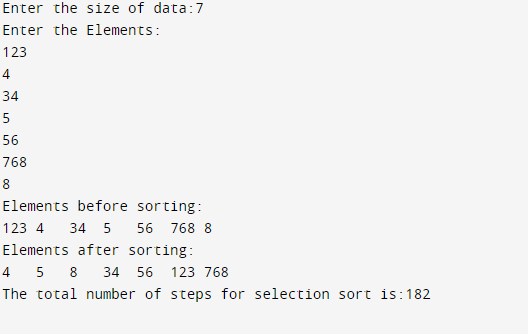 Enter the size of data:7
Enter the Elements:
123
4
34
5
56
768
8
Elements before sorting:
123 4   34  5   56  768 8
Elements after sorting:
4   5   8   34  56  123 768
The total number of steps for selection sort is:182